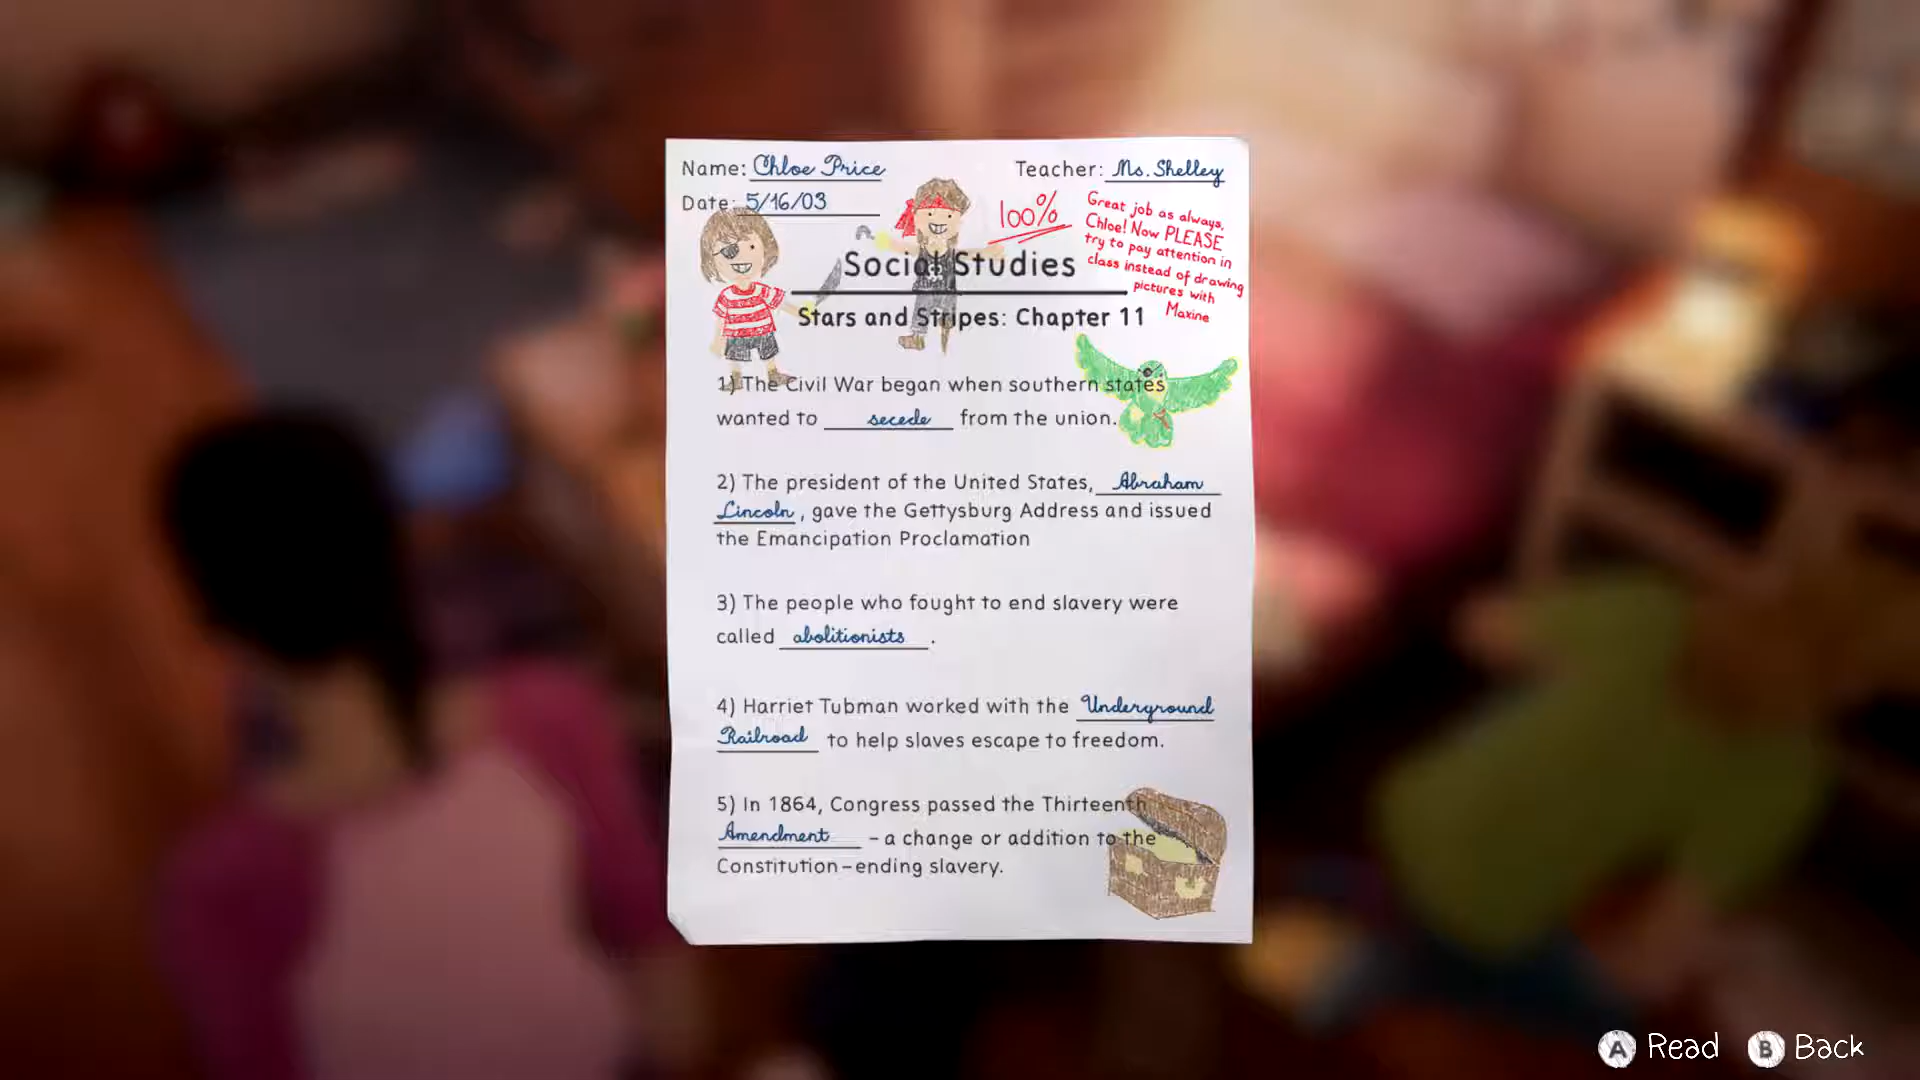 Name: Chloe Price
Teacher: Ms. Shelley
Date: 5/16/03
100%
Great job as always,
Chloe! Now PLEASE
try to pay attention in
class instead of drawing
pictures with
Maxine
Social Studies
Stars and Stripes: Chapter 11
1) The Civil War began when southern states
wanted to secede from the union.
2) The president of the United States, Abraham
Lincoln, gave the Gettysburg Address and issued
the Emancipation Proclamation
3) The people who fought to end slavery were
called abolitionists.
4) Harriet Tubman worked with the Underground
Railroad to help slaves escape to freedom.
5) In 1864, Congress passed the Thirteenth
Amendment – a change or addition to the
Constitution – ending slavery.
A Read B Back